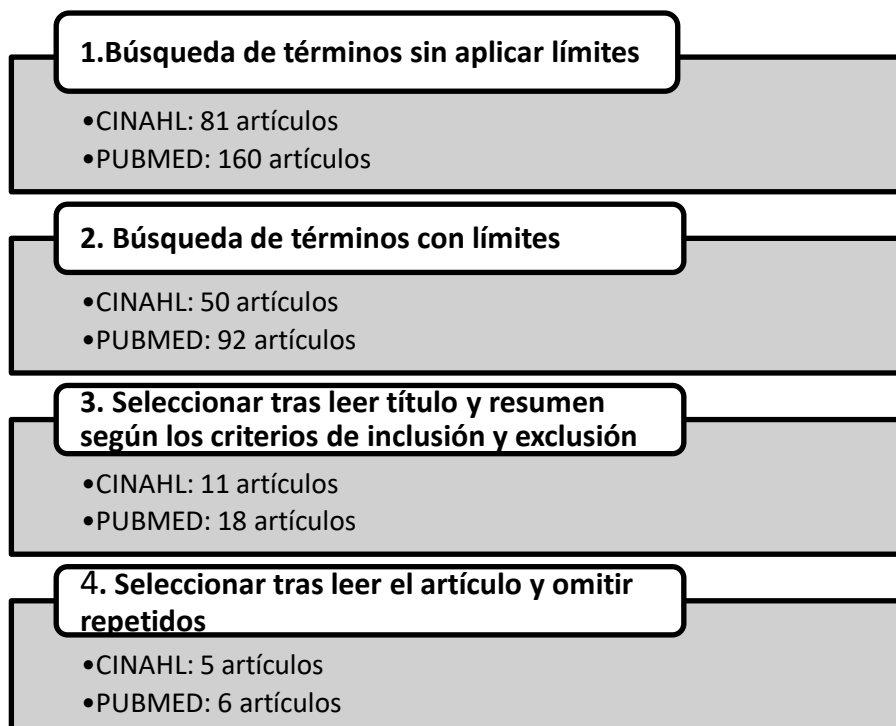 1.Búsqueda de términos sin aplicar límites
•CINAHL: 81 artículos
•PUBMED: 160 artículos
2. Búsqueda de términos con límites
•CINAHL: 50 artículos
•PUBMED: 92 artículos
3. Seleccionar tras leer título y resumen
según los criterios de inclusión y exclusión
•CINAHL: 11 artículos
•PUBMED: 18 artículos
4. Seleccionar tras leer el artículo y omitir
repetidos
•CINAHL: 5 artículos
•PUBMED: 6 artículos